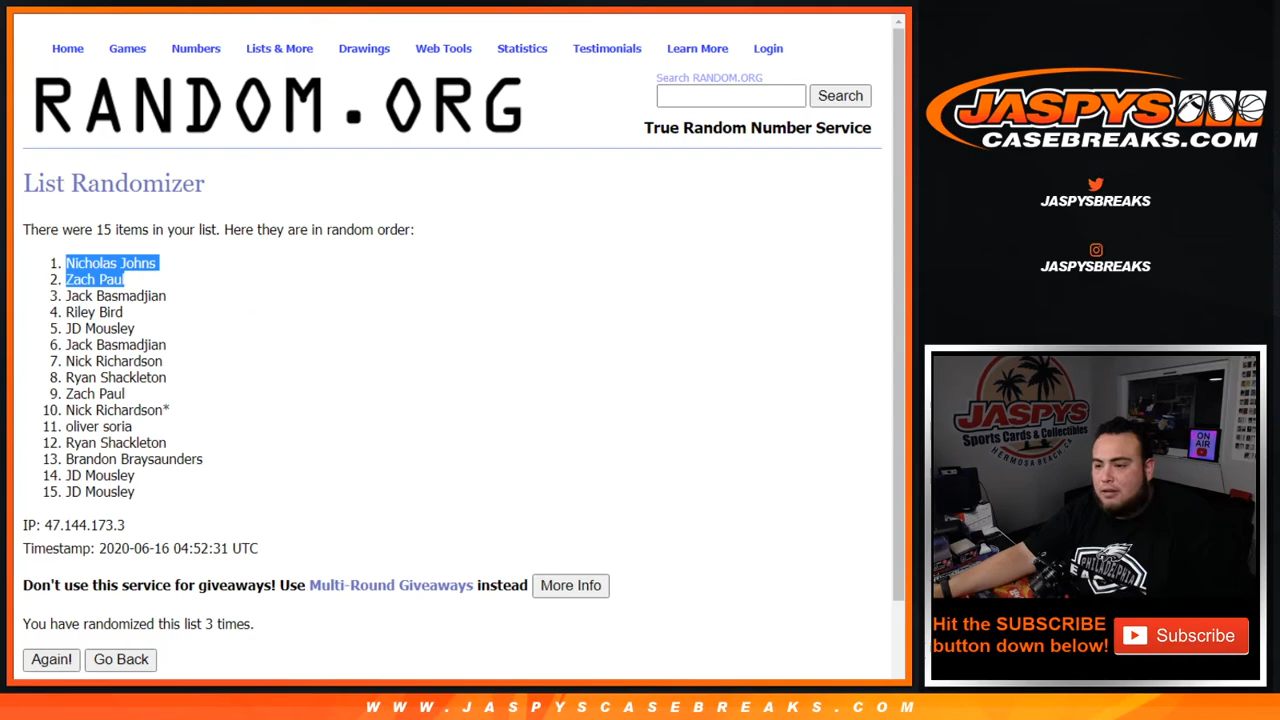 Home Games Numbers Lists & More Drawings Web Tools Statistics Testimonials Learn More Login
RANDOM.ORG
Search RANDOM.ORG
Search
True Random Number Service
List Randomizer
There were 15 items in your list. Here they are in random order:
1. Nicholas Johns
2. Zach Paul
3. Jack Basmadjian
4. Riley Bird
5. JD Mousley
6. Jack Basmadjian
7. Nick Richardson
8. Ryan Shackleton
9. Zach Paul
10. Nick Richardson*
11. oliver soria
12. Ryan Shackleton
13. Brandon Braysaunders
14. JD Mousley
15. JD Mousley
IP: 47.144.173.3
Timestamp: 2020-06-16 04:52:31 UTC
Don't use this service for giveaways! Use Multi-Round Giveaways instead More Info
You have randomized this list 3 times.
Again! Go Back
JASPYS
CASEBREAKS.COM
JASPYSBREAKS
JASPYSBREAKS
JASPYS
Sports Cards & Collectibles
HERMOSA BEACH, CA
ON
AIR
PHILADELPHIA
Hit the SUBSCRIBE
button down below!
Subscribe
WWW.JASPYSCASEBREAKS.COM